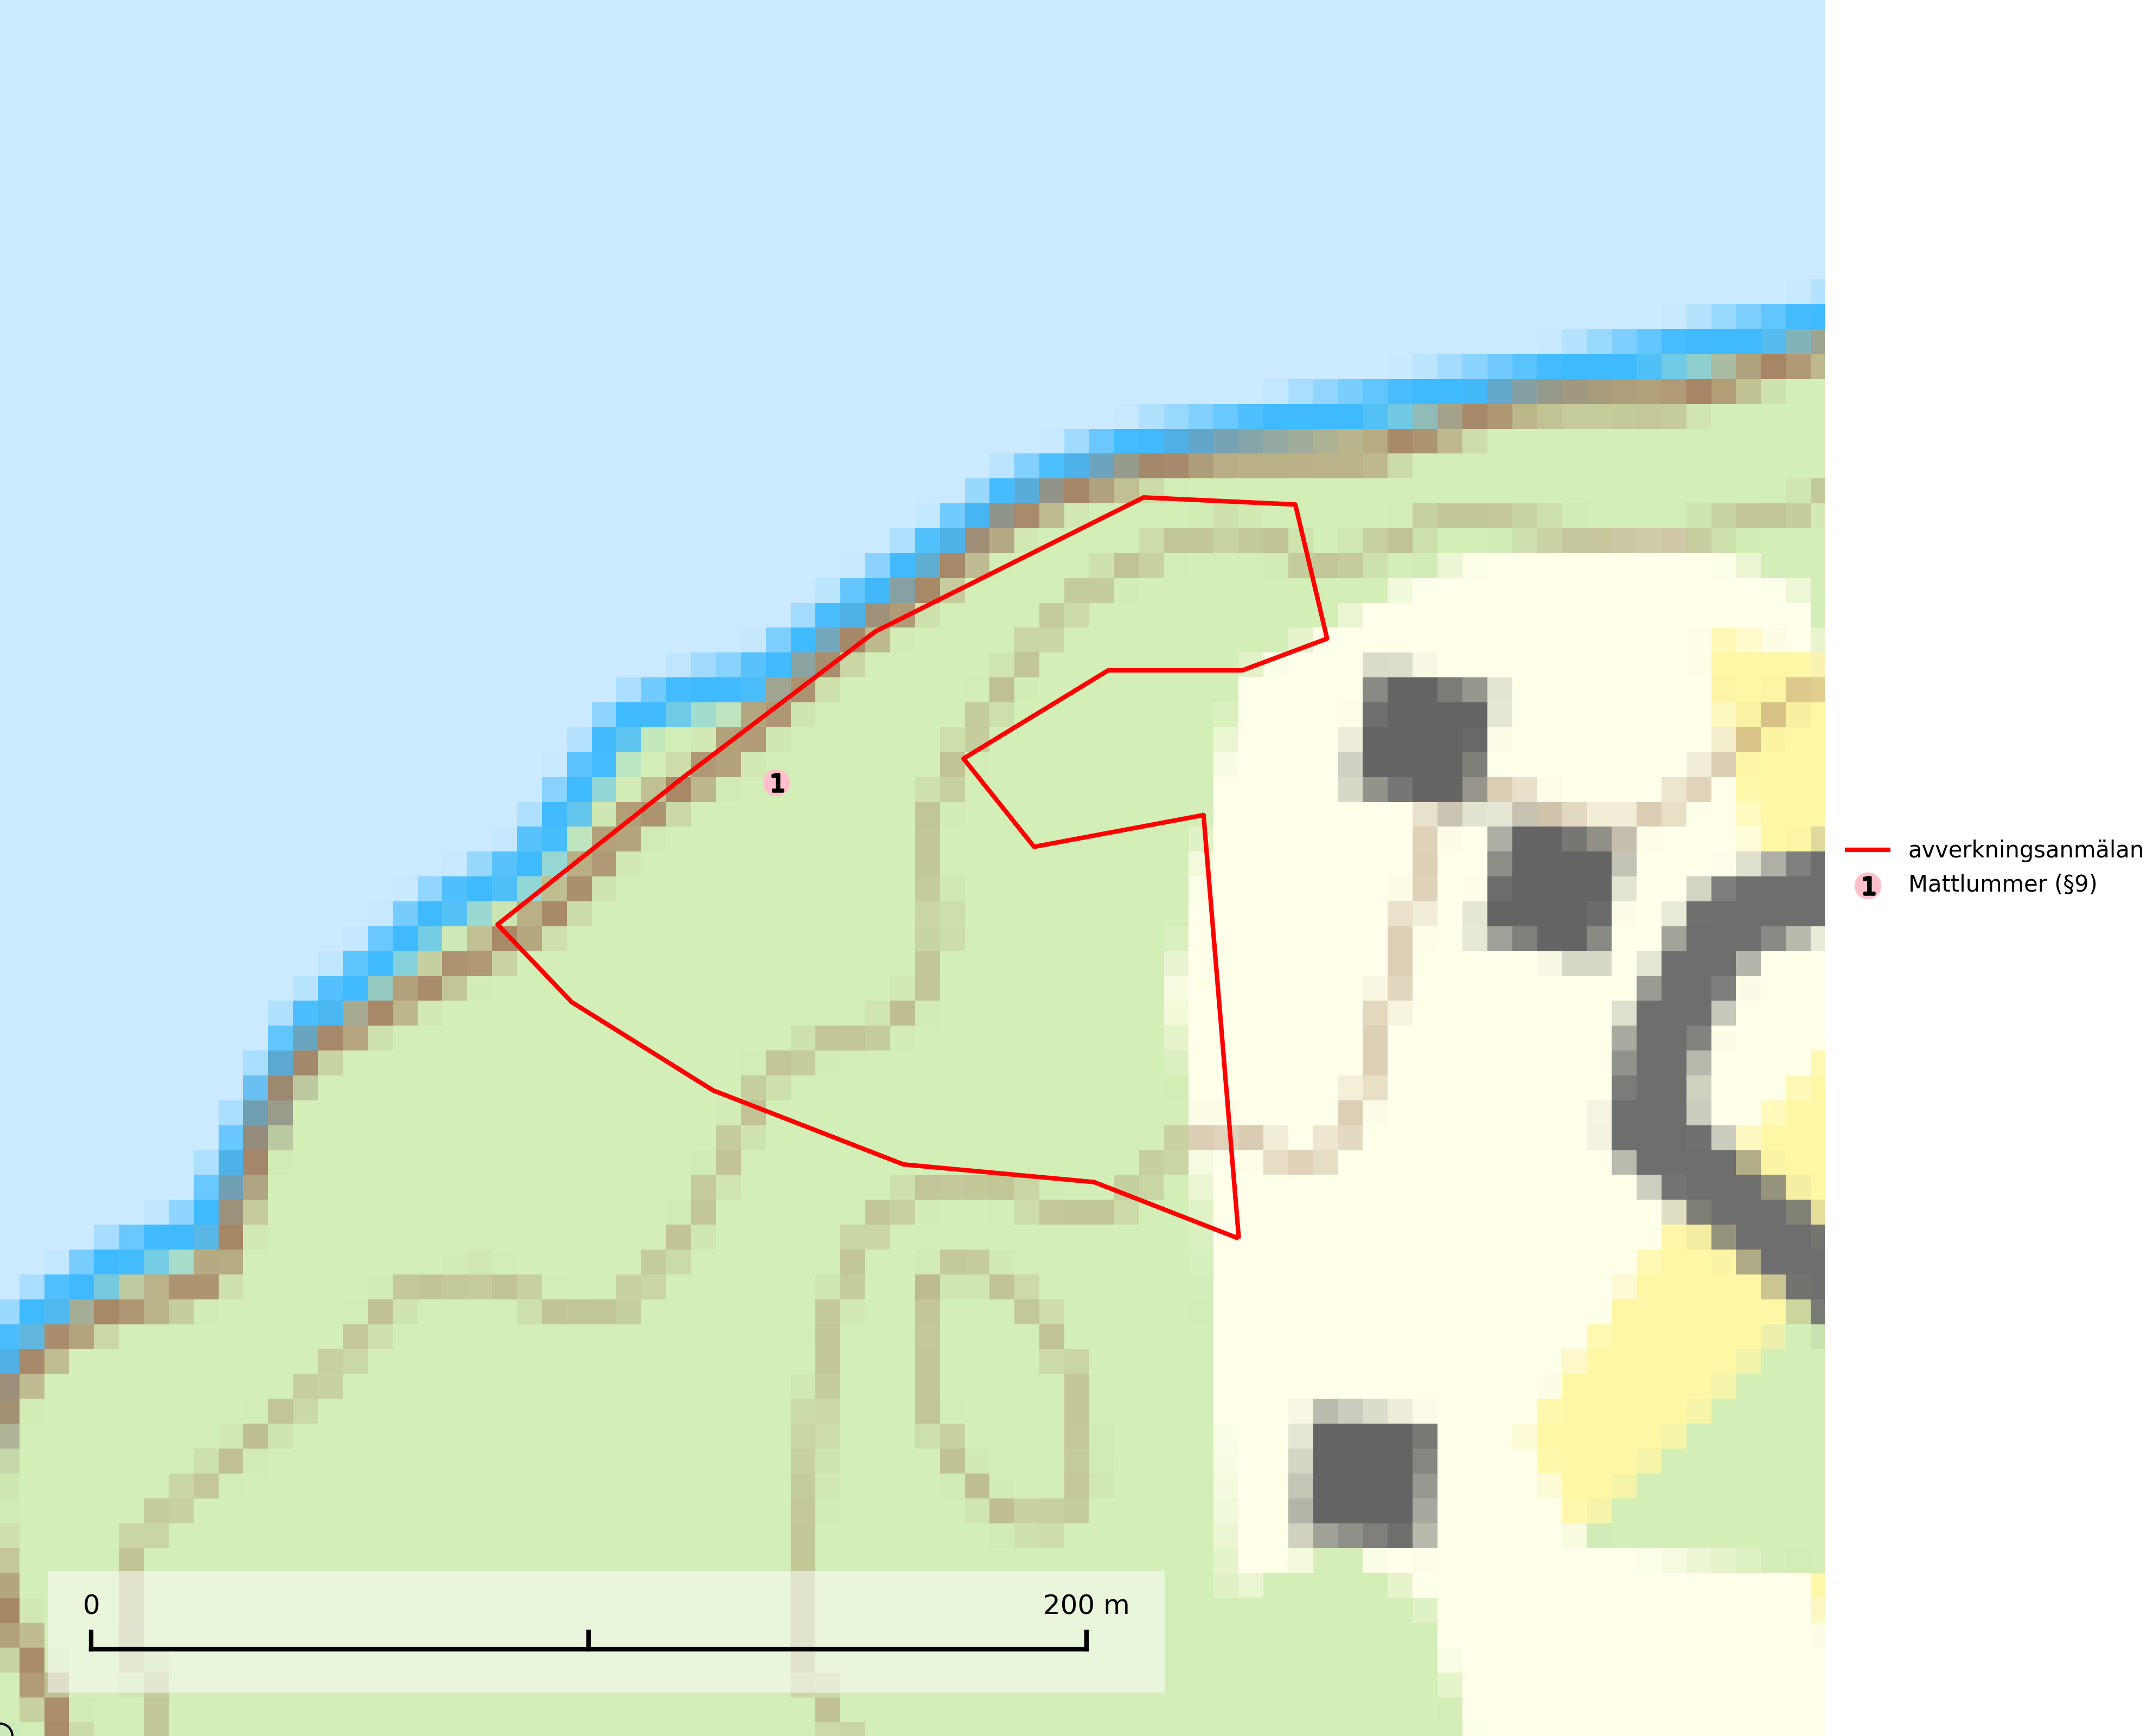 1
avverkningsanmälan
1 Mattlummer (§9)
0 200 m